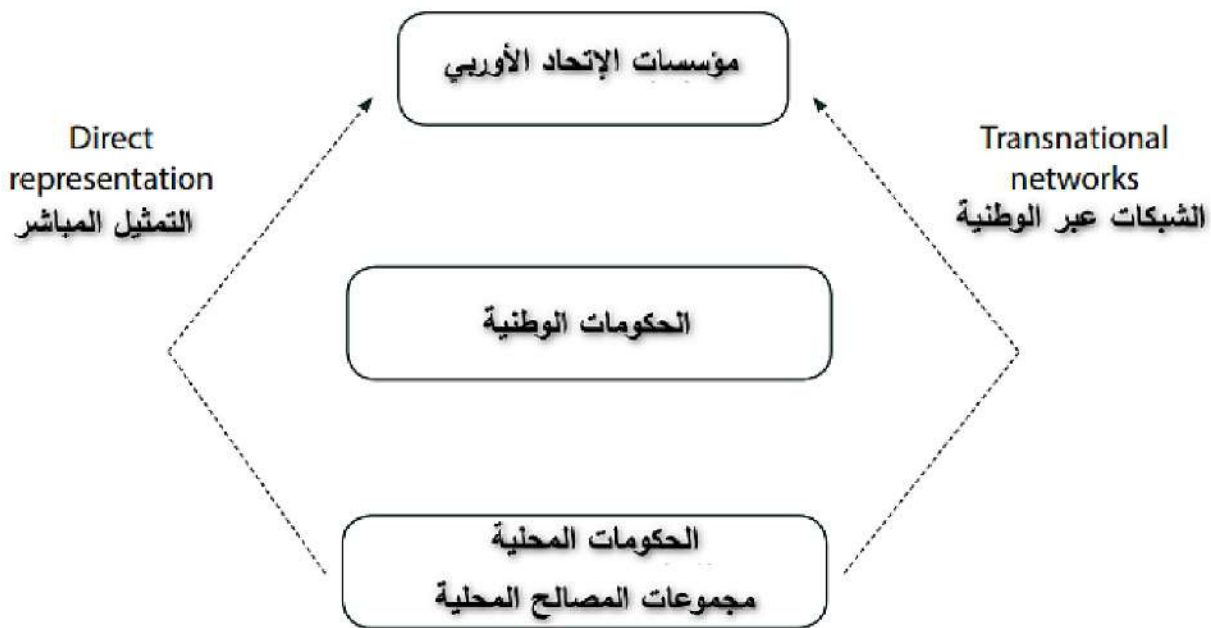 مؤسسات الإتحاد الأوربي
Direct
representation
التمثيل المباشر
Transnational
networks
الشبكات عبر الوطنية
الحكومات الوطنية
الحكومات المحلية
مجموعات المصالح المحلية